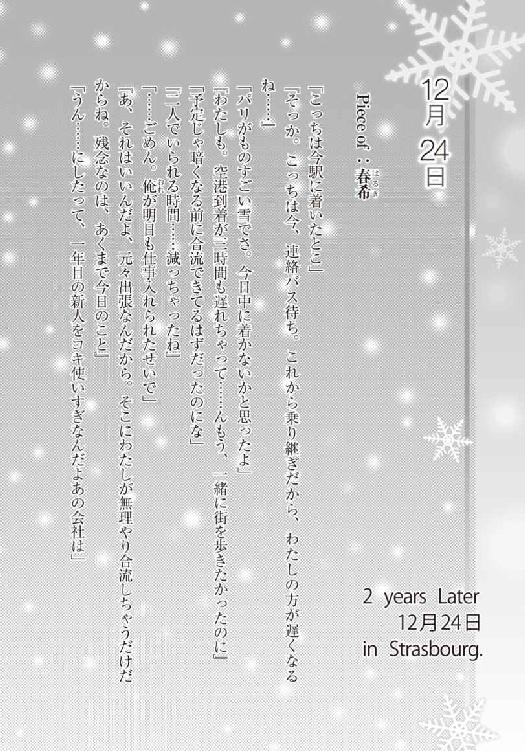 12月 24日
Piece of : 春希
『こっちは今駅に着いたとこ』
『そっか。こっちは今、連絡バス待ち。これから乗り継ぎだから、わたしの方が遅くなる
ね……』
『パリがものすごい雪でさ。今日中に着かないかと思ったよ』
『わたしも。空港到着が三時間も遅れちゃって……んもう、一緒に街を歩きたかったのに』
『予定じゃ暗くなる前に合流できてるはずだったのにな』
『二人でいられる時間……減っちゃったね』
『……ごめん。俺が明日も仕事入れられたせいで』
『あ、それはいいんだよ、元々出張なんだから。そこにわたしが無理やり合流しちゃうだけだ
からね。残念なのは、あくまで今日のこと』
『うん……にしたって、一年目の新人をコキ使いすぎなんだよあの会社は』
2 years Later
12月24日
in Strasbourg.